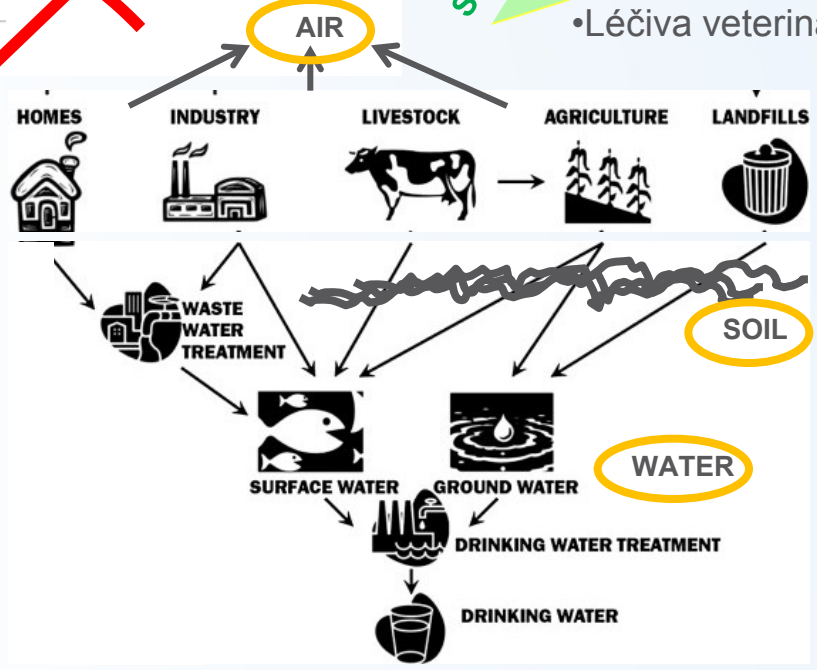 AIR
•Léčiva veteriná
HOMES
INDUSTRY
LIVESTOCK
AGRICULTURE
LANDFILLS
WASTE
WATER
TREATMENT
SOIL
SURFACE WATER
GROUND WATER
WATER
DRINKING WATER TREATMENT
DRINKING WATER